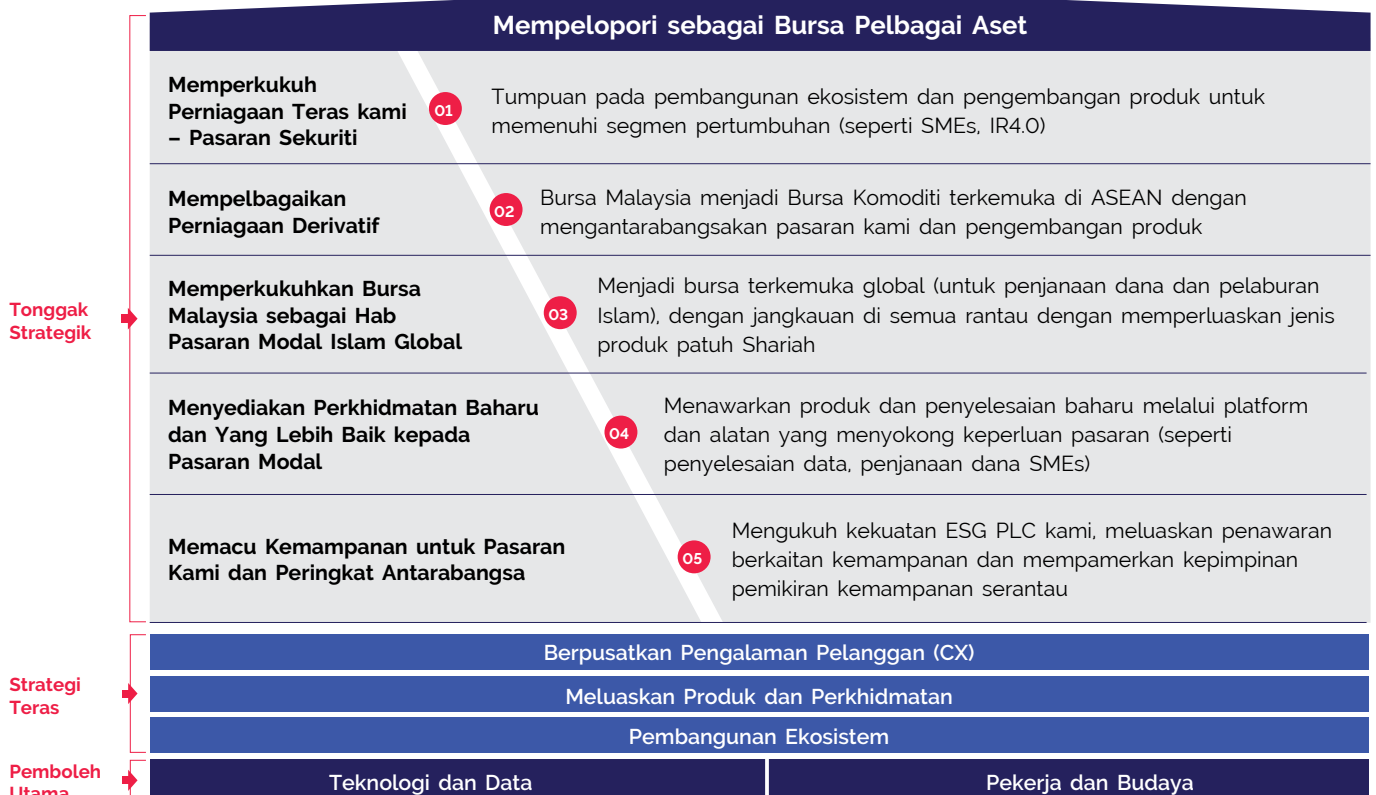 Mempelopori sebagai Bursa Pelbagai Aset
Tonggak
Strategik
Memperkukuh
Perniagaan Teras kami
– Pasaran Sekuriti
01
Tumpuan pada pembangunan ekosistem dan pengembangan produk untuk
memenuhi segmen pertumbuhan (seperti SMEs, IR4.0)
Mempelbagaikan
Perniagaan Derivatif
02
Bursa Malaysia menjadi Bursa Komoditi terkemuka di ASEAN dengan
mengantarabangsakan pasaran kami dan pengembangan produk
Memperkukuhkan Bursa
Malaysia sebagai Hab
Pasaran Modal Islam Global
03
Menjadi bursa terkemuka global (untuk penjanaan dana dan pelaburan
Islam), dengan jangkauan di semua rantau dengan memperluaskan jenis
produk patuh Shariah
Menyediakan Perkhidmatan Baharu
dan Yang Lebih Baik kepada
Pasaran Modal
04
Menawarkan produk dan penyelesaian baharu melalui platform
dan alatan yang menyokong keperluan pasaran (seperti
penyelesaian data, penjanaan dana SMEs)
Memacu Kemampanan untuk Pasaran
Kami dan Peringkat Antarabangsa
05
Mengukuh kekuatan ESG PLC kami, meluaskan penawaran
berkaitan kemampanan dan mempamerkan kepimpinan
pemikiran kemampanan serantau
Strategi
Teras
Berpusatkan Pengalaman Pelanggan (CX)
Meluaskan Produk dan Perkhidmatan
Pembangunan Ekosistem
Pemboleh
Utama
Teknologi dan Data
Pekerja dan Budaya